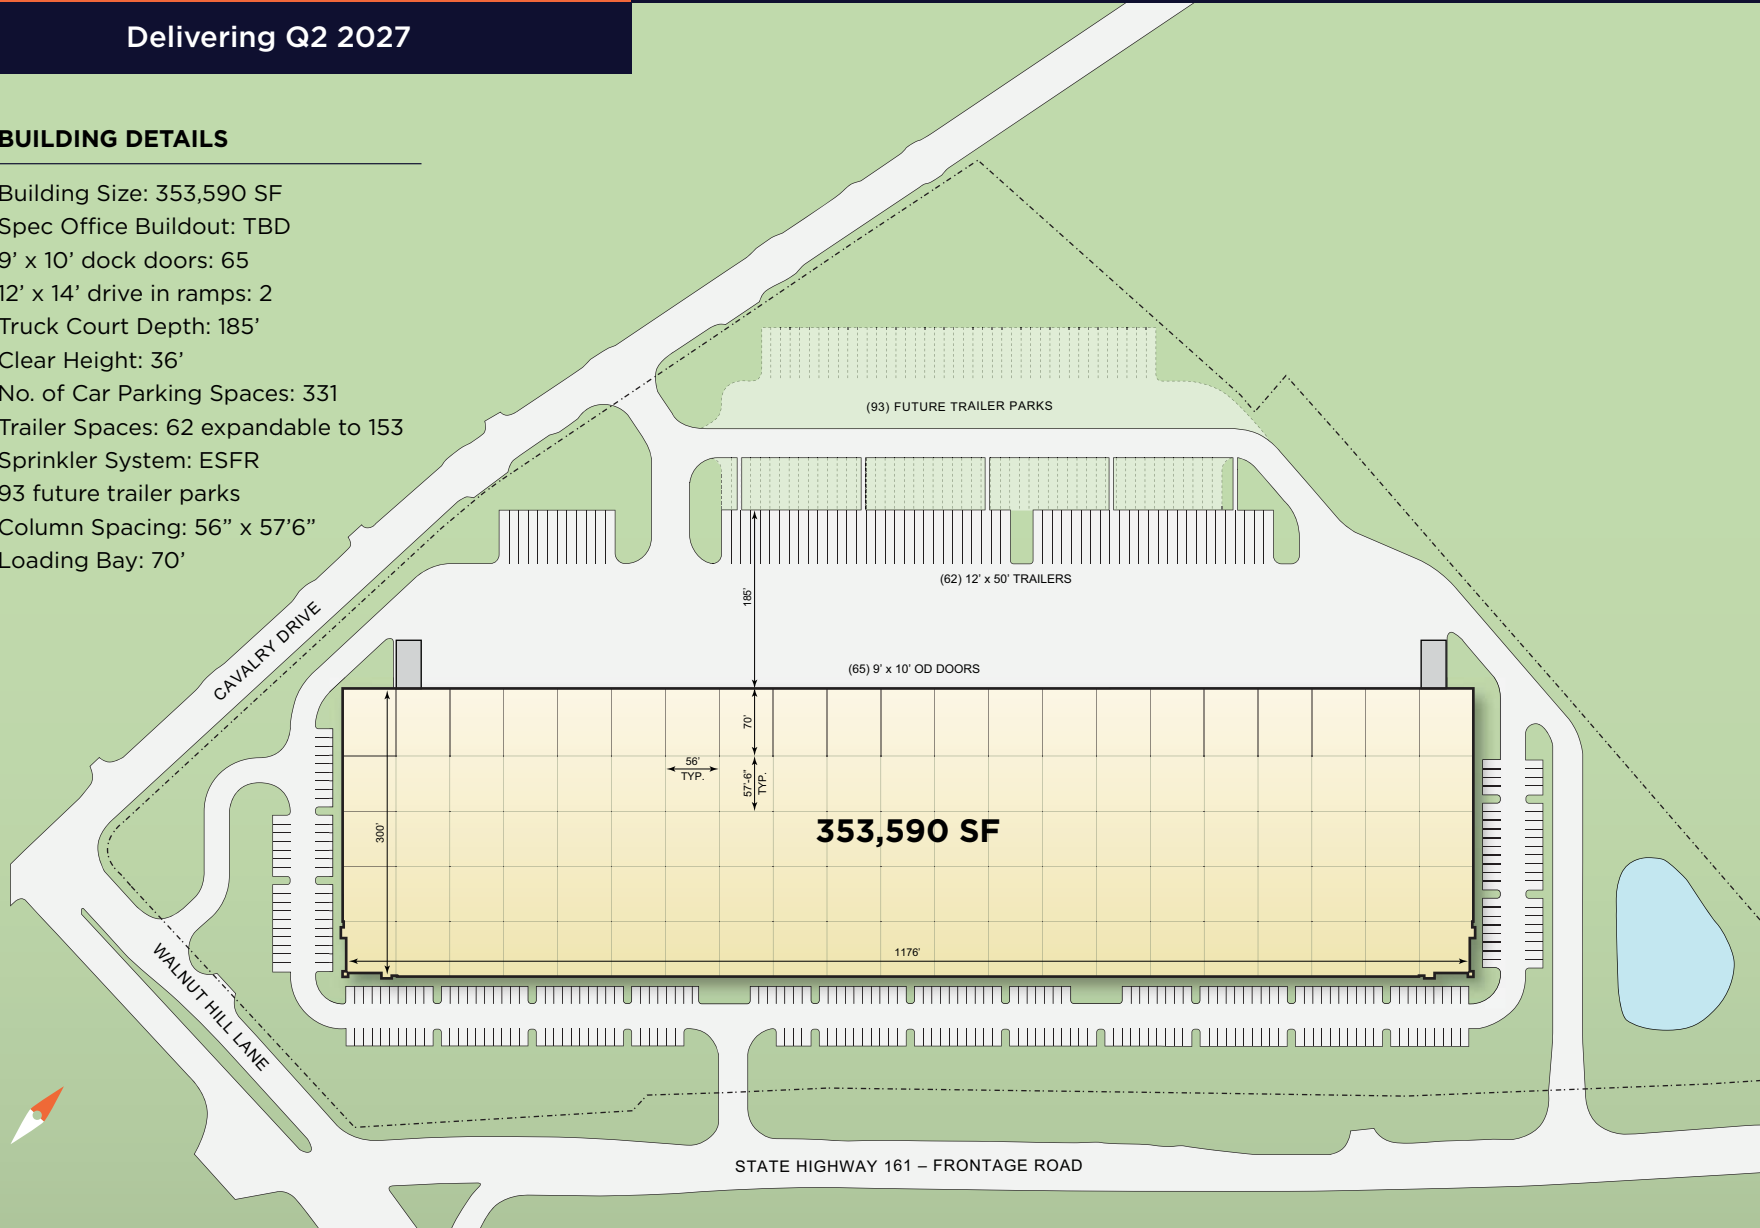 Delivering Q2 2027
BUILDING DETAILS
Building Size: 353,590 SF
Spec Office Buildout: TBD
9’ x 10’ dock doors: 65
12’ x 14’ drive in ramps: 2
Truck Court Depth: 185’
Clear Height: 36’
No. of Car Parking Spaces: 331
Trailer Spaces: 62 expandable to 153
Sprinkler System: ESFR
93 future trailer parks
Column Spacing: 56” x 57’6”
Loading Bay: 70’
(93) FUTURE TRAILER PARKS
(62) 12’ x 50’ TRAILERS
185’
CAVALRY DRIVE
(65) 9’ x 10’ OD DOORS
70’
56’
TYP.
57’-6”
TYP.
300’
353,590 SF
1176’
WALNUT HILL LANE
STATE HIGHWAY 161 – FRONTAGE ROAD